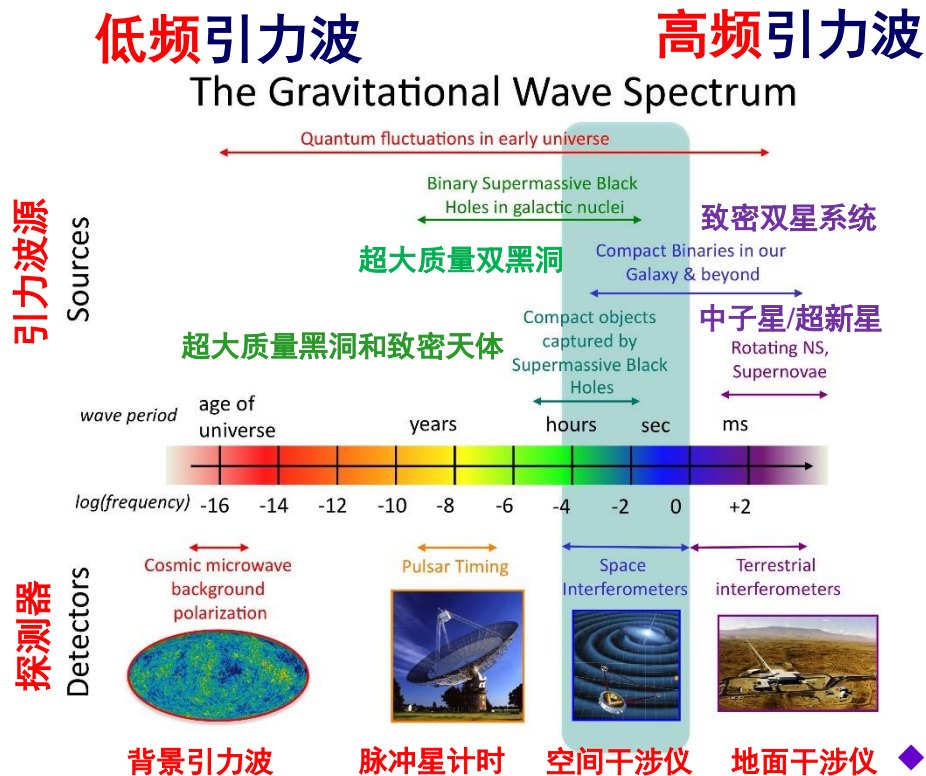 低频引力波
高频引力波
The Gravitational Wave Spectrum
Quantum fluctuations in early universe
Binary Supermassive Black
Holes in galactic nuclei
致密双星系统
超大质量双黑洞
Compact Binaries in our
Galaxy & beyond
引力波源
Sources
Compact objects
captured by
Supermassive Black
Holes
中子星/超新星
超大质量黑洞和致密天体
Rotating NS,
Supernovae
wave period
age of
universe
years
hours
sec
ms
log(frequency)
-16 -14 -12 -10 -8 -6 -4 -2 0 +2
探测器
Detectors
Cosmic microwave
background
polarization
Pulsar Timing
Space
Interferometers
Terrestrial
interferometers
背景引力波
脉冲星计时
空间干涉仪
地面干涉仪